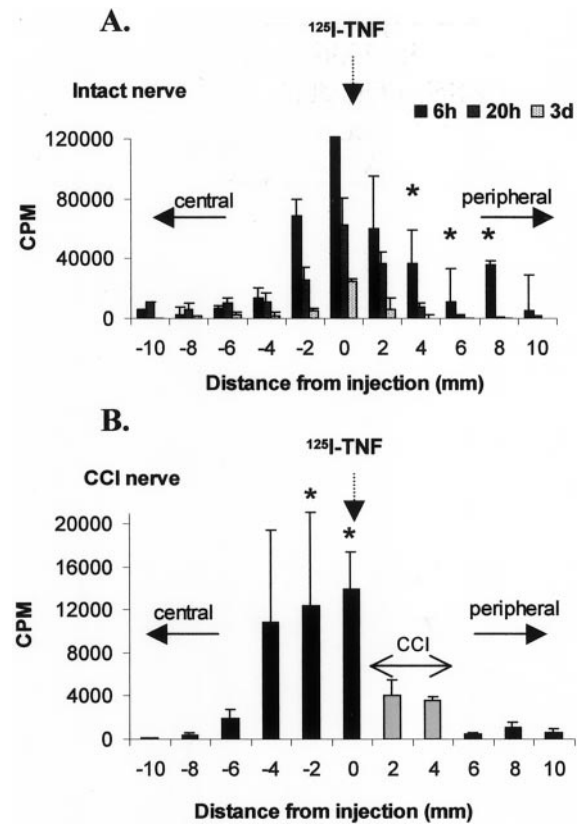 A.
¹²⁵I-TNF
Intact nerve
6h 20h 3d
120000
80000
40000
0
CPM
central
peripheral
* * *
-10 -8 -6 -4 -2 0 2 4 6 8 10
Distance from injection (mm)
B.
¹²⁵I-TNF
CCI nerve
20000
16000
12000
8000
4000
0
CPM
central
peripheral
CCI
* *
-10 -8 -6 -4 -2 0 2 4 6 8 10
Distance from injection (mm)